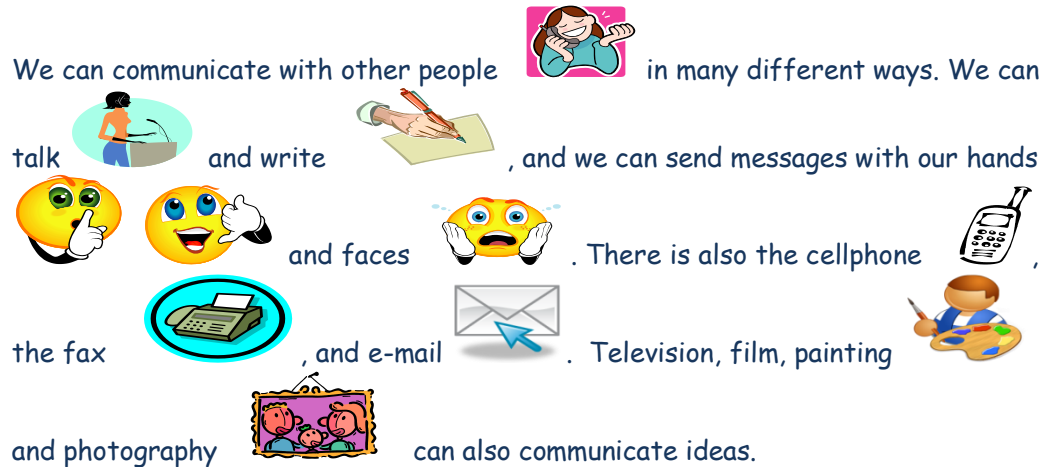 We can communicate with other people in many different ways. We can
talk and write , and we can send messages with our hands
and faces . There is also the cellphone ,
the fax , and e-mail . Television, film, painting
and photography can also communicate ideas.